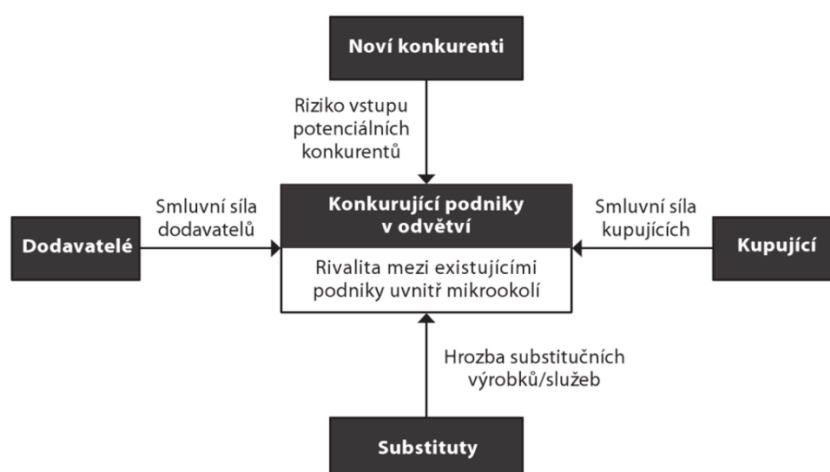 Noví konkurenti
Riziko vstupu
potenciálních
konkurentů
Konkurující podniky
v odvětví
Smluvní síla
dodavatelů
Smluvní síla
kupujících
Dodavatelé
Kupující
Rivalita mezi existujícími
podniky uvnitř mikrookolí
Hrozba substitučních
výrobků/služeb
Substituty